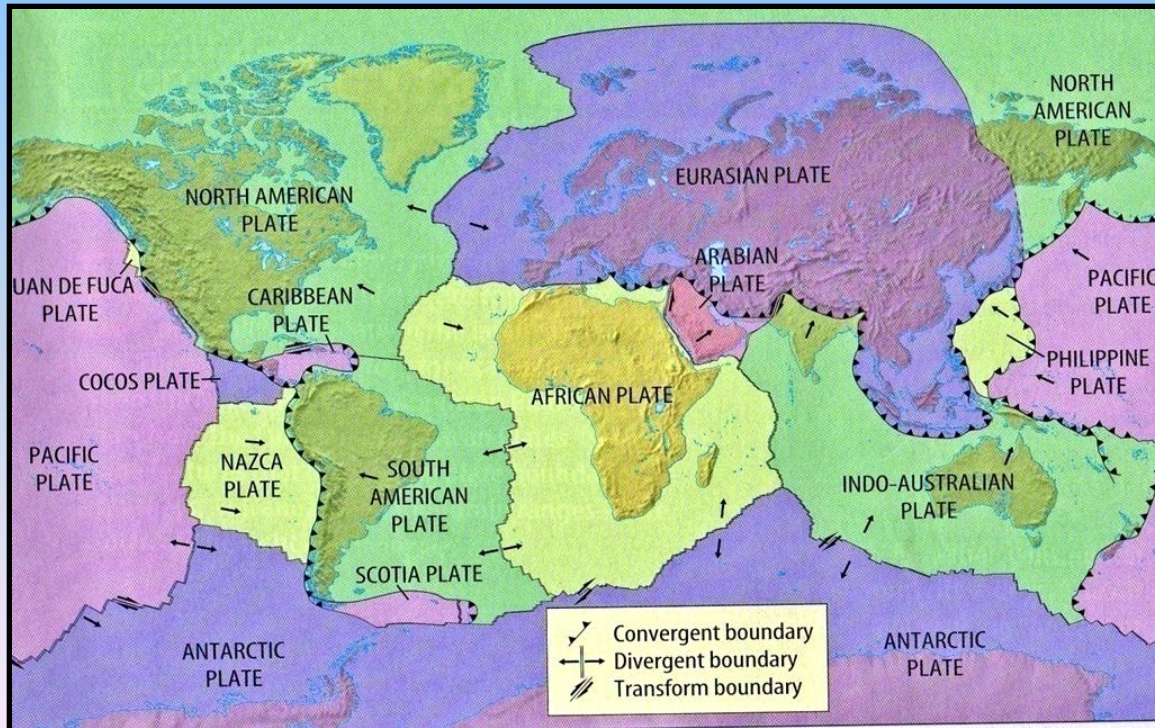 NORTH
AMERICAN
PLATE
NORTH AMERICAN
PLATE
EURASIAN PLATE
ARABIAN
PLATE
PACIFIC
PLATE
UAN DE FUCA
PLATE
CARIBBEAN
PLATE
PHILIPPINE
PLATE
COCOS PLATE
AFRICAN PLATE
PACIFIC
PLATE
NAZCA
PLATE
SOUTH
AMERICAN
PLATE
INDO-AUSTRALIAN
PLATE
SCOTIA PLATE
ANTARCTIC
PLATE
ANTARCTIC
PLATE
Convergent boundary
Divergent boundary
Transform boundary